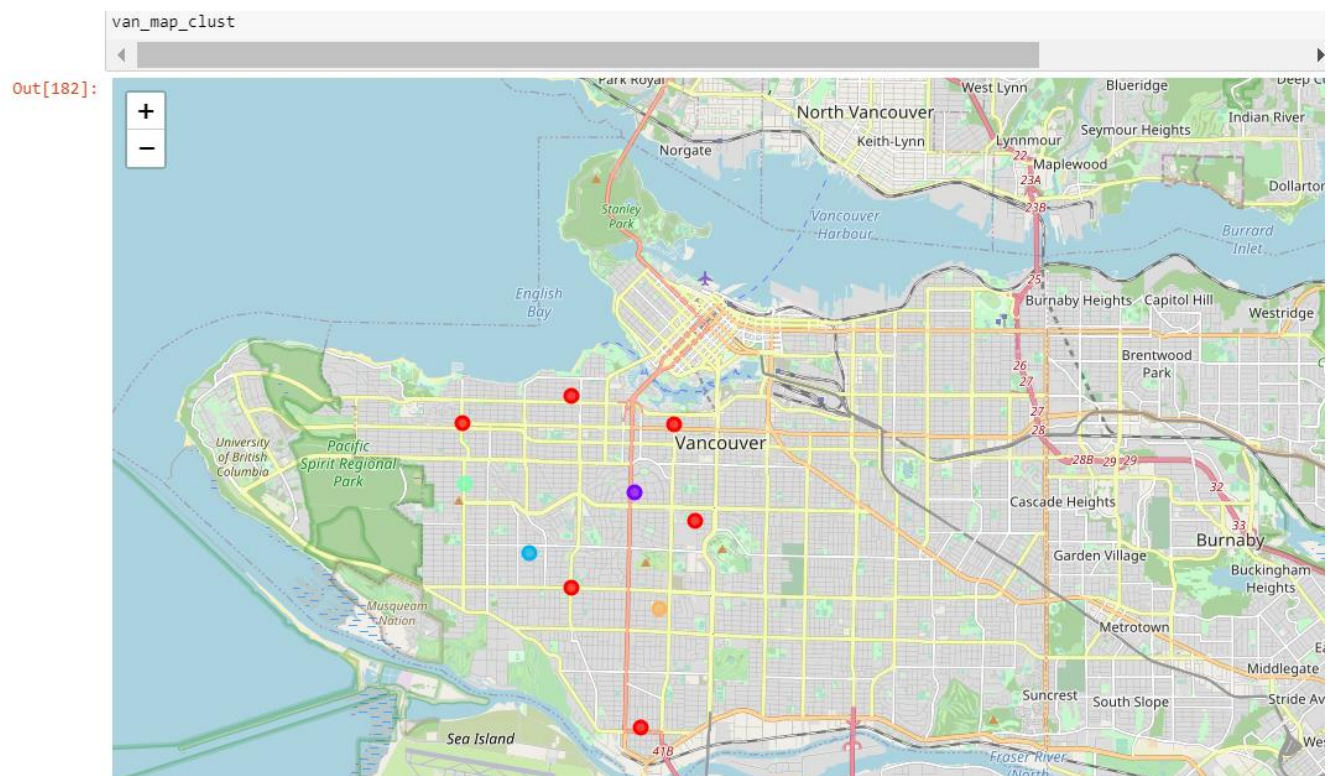 van_map_clust
Out[182]:
+
−
Park Royal
West Lynn
Blueridge
North Vancouver
Indian River
Norgate
Keith-Lynn
Lynnmour
Seymour Heights
22
Maplewood
23A
Dollarton
23B
Stanley
Park
Vancouver
Harbour
Burrard
Inlet
25
English
Bay
Burnaby Heights
Capitol Hill
Westridge
Brentwood
Park
26
27
27
28
University
of British
Columbia
Pacific
Spirit Regional
Park
Vancouver
28B
29
29
32
33
Cascade Heights
Burnaby
Garden Village
Buckingham
Heights
Musqueam
Nation
Metrotown
Middlegate
Suncrest
South Slope
Stride Av
Sea Island
41B
Fraser River
(North